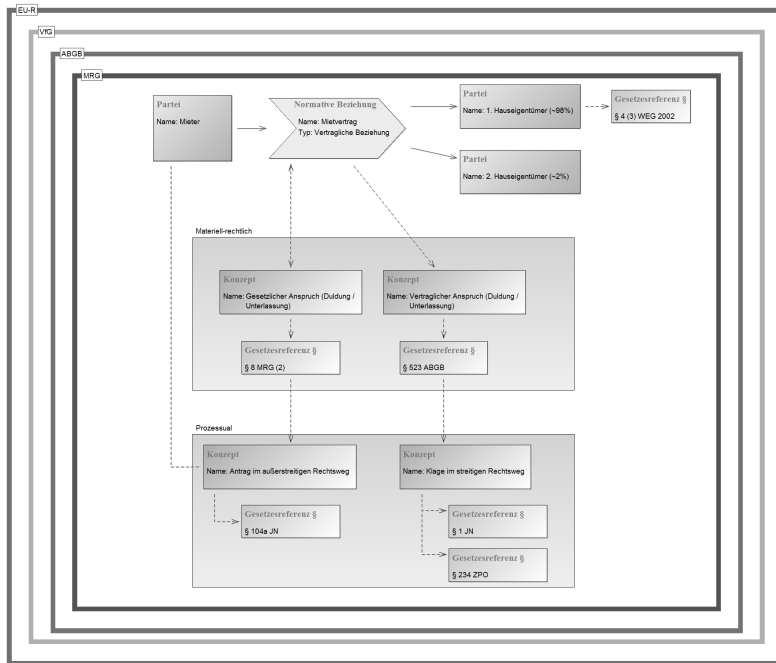 EU-R
VfG
ABGB
MRG
Partei
Name: Mieter
Normative Beziehung
Name: Mietvertrag
Typ: Vertragliche Beziehung
Partei
Name: 1. Hauseigentümer (~98%)
Gesetzesreferenz §
§ 4 (3) WEG 2002
Partei
Name: 2. Hauseigentümer (~2%)
Materiell-rechtlich
Konzept
Name: Gesetzlicher Anspruch (Duldung /
Unterlassung)
Konzept
Name: Vertraglicher Anspruch (Duldung /
Unterlassung)
Gesetzesreferenz §
§ 8 MRG (2)
Gesetzesreferenz §
§ 523 ABGB
Prozessual
Konzept
Name: Antrag im außerstreitigen Rechtsweg
Konzept
Name: Klage im streitigen Rechtsweg
Gesetzesreferenz §
§ 104a JN
Gesetzesreferenz §
§ 1 JN
Gesetzesreferenz §
§ 234 ZPO